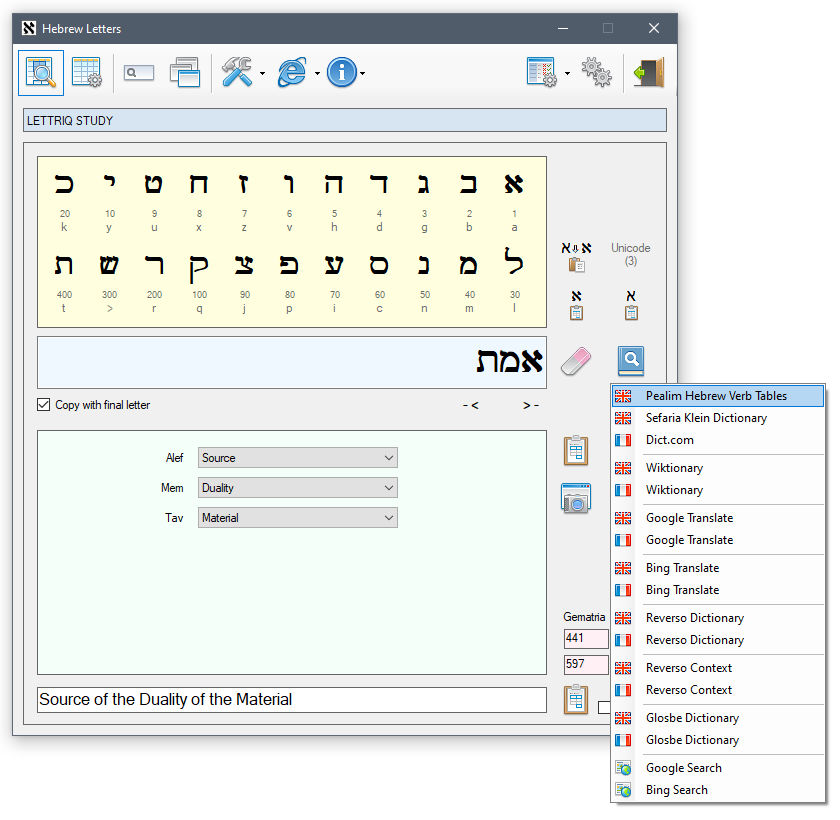 Hebrew Letters
LETTRIQ STUDY
כ י ט ח ז ו ה ד ג ב א
20 10 9 8 7 6 5 4 3 2 1
k y u x z v h d g b a
ת ש ר ק צ פ ע ס נ מ ל
400 300 200 100 90 80 70 60 50 40 30
t > r q j p i c n m l
א א
Unicode
(3)
א א
אמת
Copy with final letter
- < > -
Alef Source
Mem Duality
Tav Material
Gematria
441
597
Source of the Duality of the Material
Pealim Hebrew Verb Tables
Sefaria Klein Dictionary
Dict.com
Wiktionary
Wiktionary
Google Translate
Google Translate
Bing Translate
Bing Translate
Reverso Dictionary
Reverso Dictionary
Reverso Context
Reverso Context
Glosbe Dictionary
Glosbe Dictionary
Google Search
Bing Search